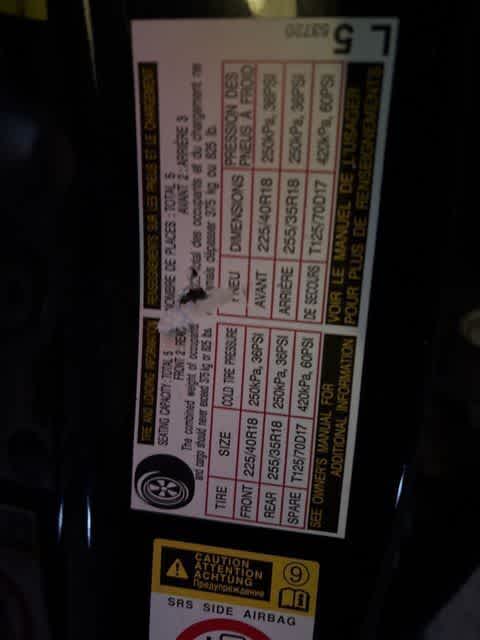 TIRE AND LOADING INFORMATION
SEATING CAPACITY : TOTAL 5
FRONT 2 :
The combined weight of
and cargo should never exceed 375 kg or 825 lbs.
TIRE SIZE COLD TIRE PRESSURE
FRONT 225/40R18 250kPa, 36PSI
REAR 255/35R18 250kPa, 36PSI
SPARE T125/70D17 420kPa, 60PSI
SEE OWNER'S MANUAL FOR
ADDITIONAL INFORMATION
RENSEIGNEMENTS SUR LES PNEUS ET LE CHARGEMENT
NOMBRE DE PLACES : TOTAL 5
AVANT 2 : ARRIÈRE 3
des occupants et du chargement ne
jamais dépasser 375 kg ou 825 lb.
PNEU DIMENSIONS PRESSION DES PNEUS À FROID
AVANT 225/40R18 250kPa, 36PSI
ARRIÈRE 255/35R18 250kPa, 36PSI
DE SECOURS T125/70D17 420kPa, 60PSI
VOIR LE MANUEL DE L'USAGER
POUR PLUS DE RENSEIGNEMENTS
53720
L 5
CAUTION
ATTENTION
ACHTUNG
Предупреждение
9
SRS SIDE AIRBAG